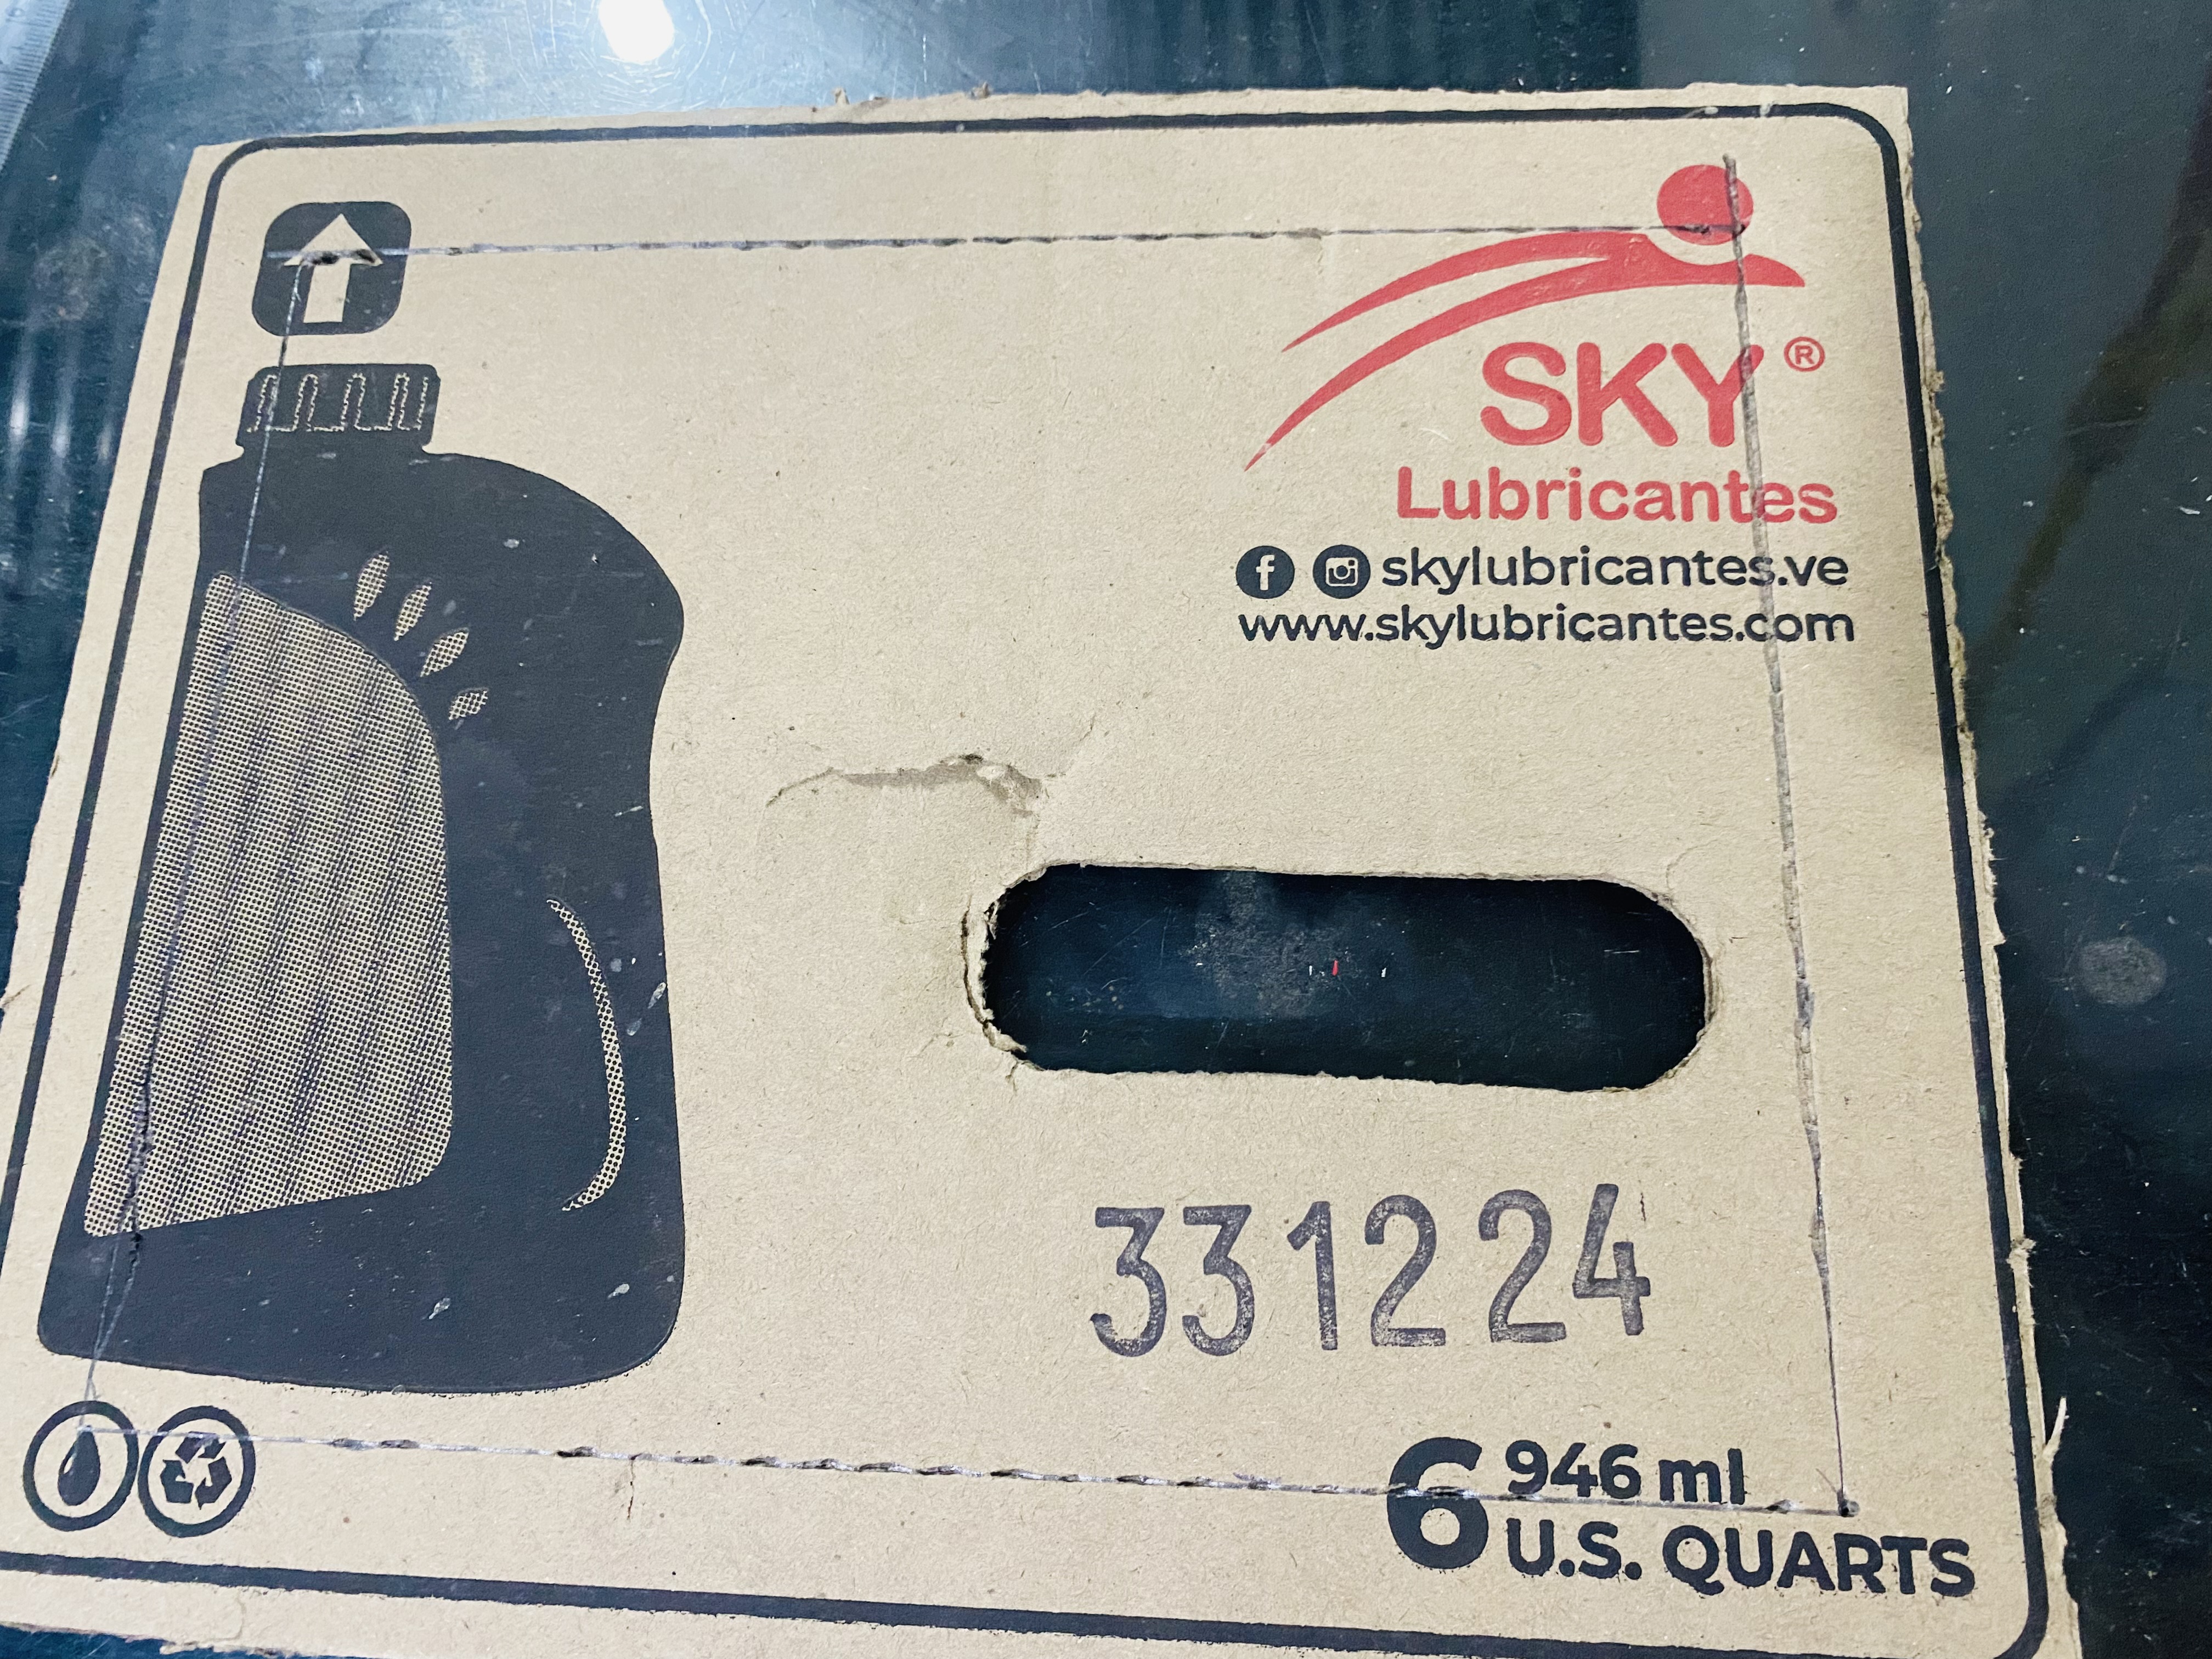 SKY®
Lubricantes
skylubricantes.ve
www.skylubricantes.com
331224
6 946 ml
U.S. QUARTS